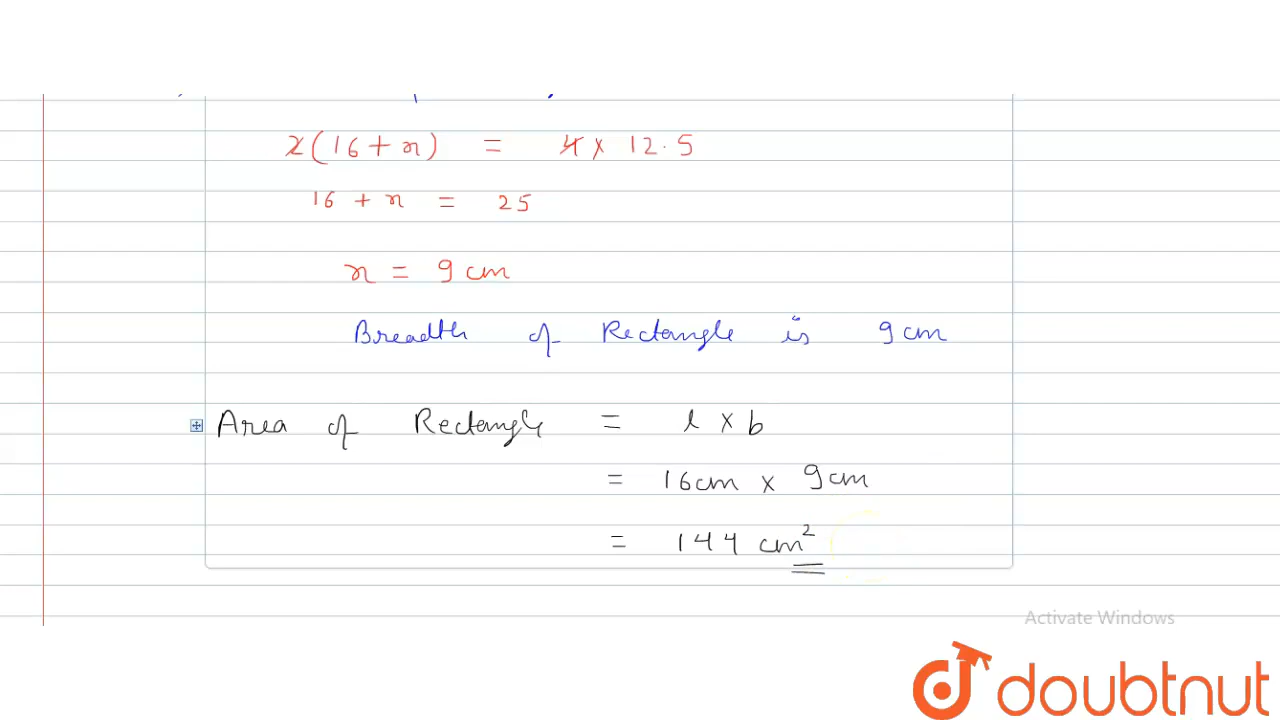 2(16+x) = 4 × 12.5
16 + x = 25
x = 9 cm
Breadth of Rectangle is 9 cm
Area of Rectangle = l × b
= 16cm × 9cm
= 144 cm²
Activate Windows
doubtnut